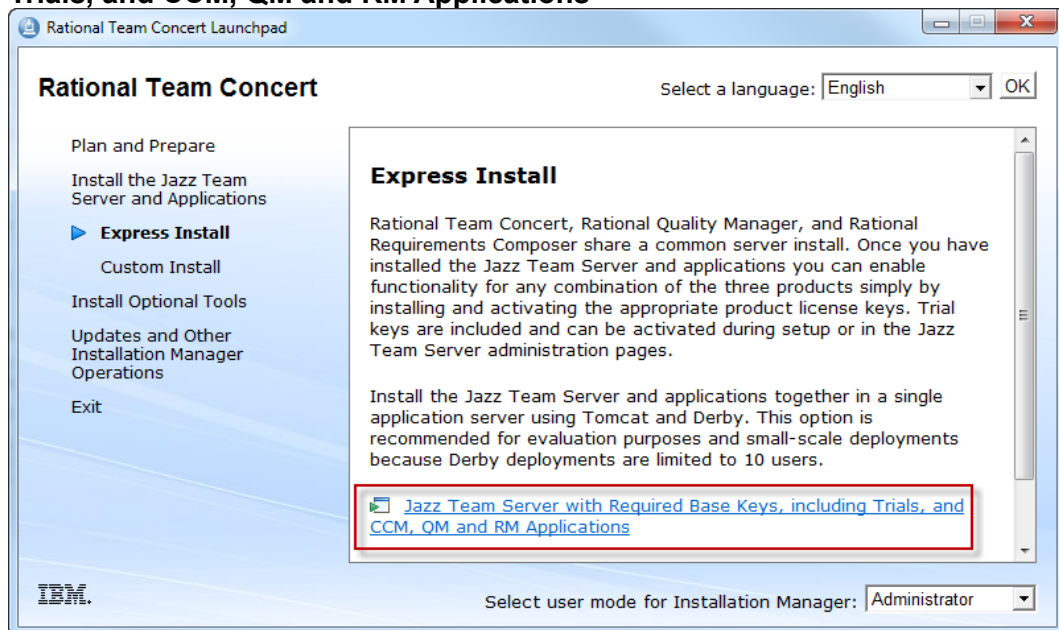 Trials, and CCM, QM and RM Applications
Rational Team Concert Launchpad
Rational Team Concert
Select a language: English OK
Plan and Prepare
Install the Jazz Team
Server and Applications
Express Install
Custom Install
Install Optional Tools
Updates and Other
Installation Manager
Operations
Exit
Express Install
Rational Team Concert, Rational Quality Manager, and Rational
Requirements Composer share a common server install. Once you have
installed the Jazz Team Server and applications you can enable
functionality for any combination of the three products simply by
installing and activating the appropriate product license keys. Trial
keys are included and can be activated during setup or in the Jazz
Team Server administration pages.
Install the Jazz Team Server and applications together in a single
application server using Tomcat and Derby. This option is
recommended for evaluation purposes and small-scale deployments
because Derby deployments are limited to 10 users.
Jazz Team Server with Required Base Keys, including Trials, and
CCM, QM and RM Applications
IBM.
Select user mode for Installation Manager: Administrator